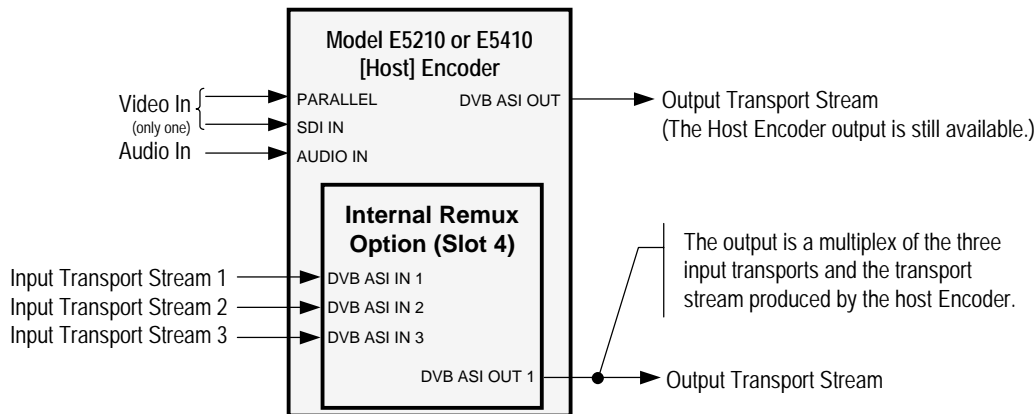 Model E5210 or E5410
[Host] Encoder
Video In
(only one)
PARALLEL
SDI IN
Audio In
AUDIO IN
DVB ASI OUT
Output Transport Stream
(The Host Encoder output is still available.)
Internal Remux
Option (Slot 4)
Input Transport Stream 1
DVB ASI IN 1
Input Transport Stream 2
DVB ASI IN 2
Input Transport Stream 3
DVB ASI IN 3
The output is a multiplex of the three
input transports and the transport
stream produced by the host Encoder.
DVB ASI OUT 1
Output Transport Stream